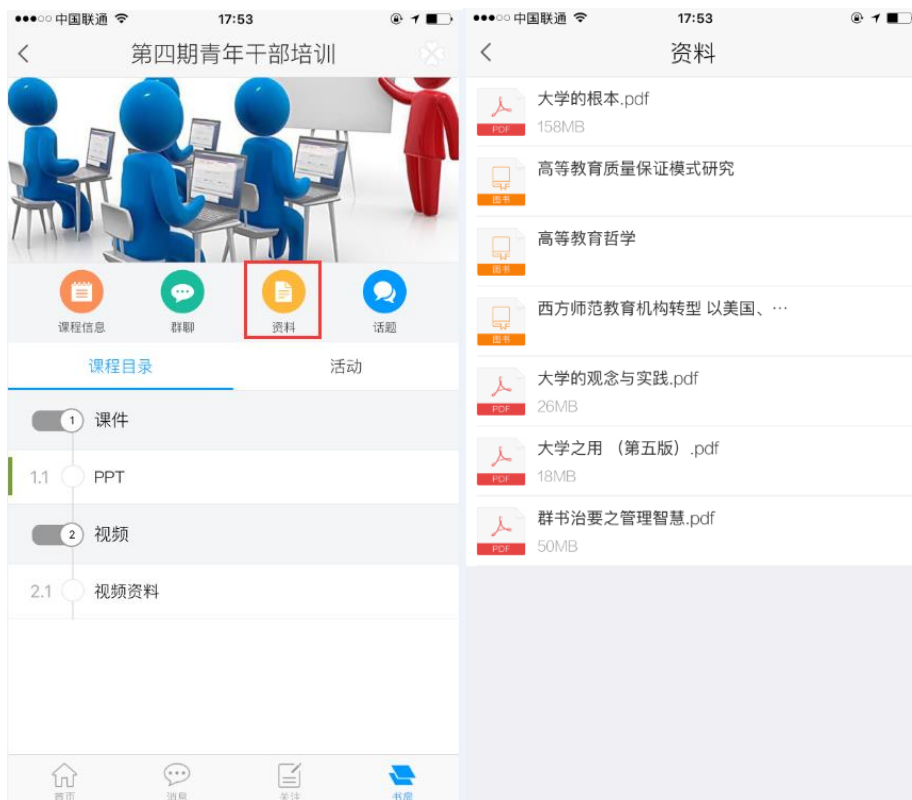 中国联通 17:53
第四期青年干部培训
课程信息 群聊 资料 话题
课程目录 活动
1 课件
1.1 PPT
2 视频
2.1 视频资料
首页 消息 关注 书房
中国联通 17:53
资料
大学的根本.pdf
PDF 158MB
高等教育质量保证模式研究
图书
高等教育哲学
图书
西方师范教育机构转型 以美国、…
图书
大学的观念与实践.pdf
PDF 26MB
大学之用 （第五版）.pdf
PDF 18MB
群书治要之管理智慧.pdf
PDF 50MB